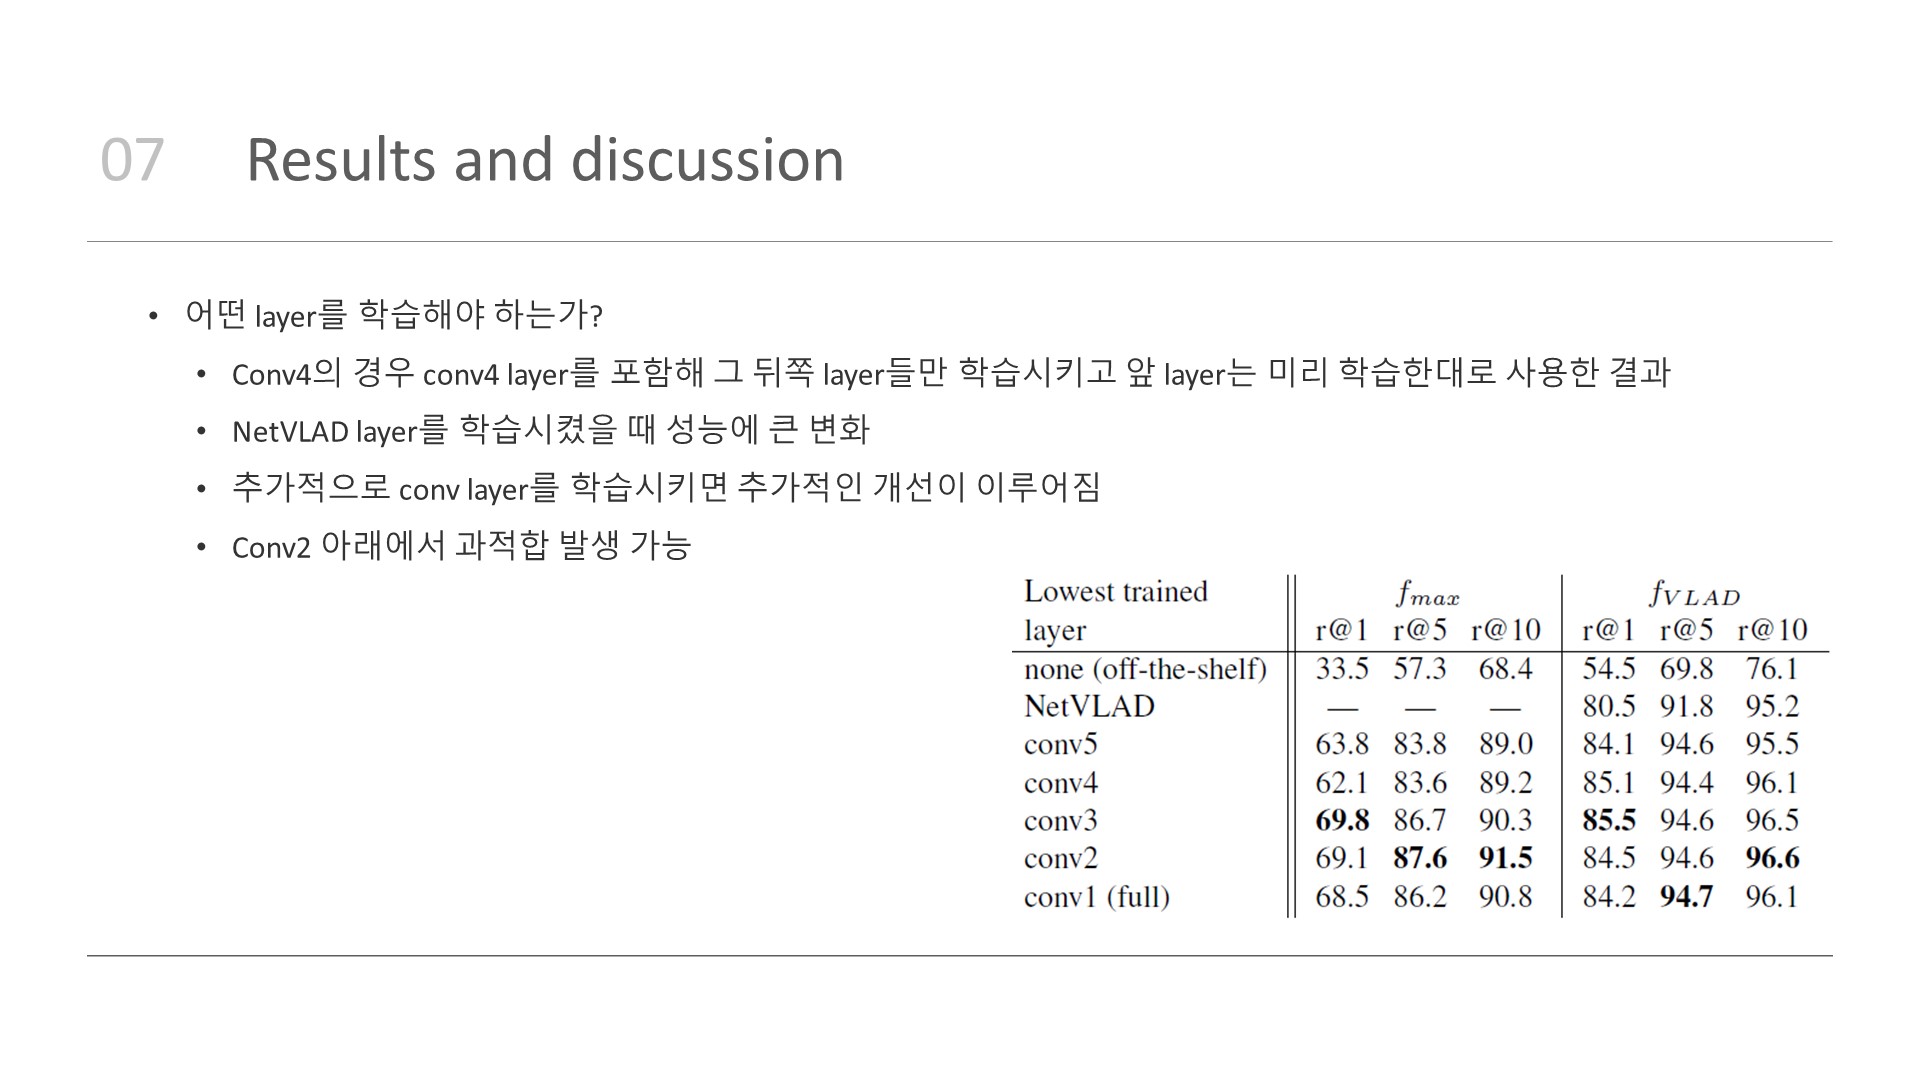 07 Results and discussion
• 어떤 layer를 학습해야 하는가?
• Conv4의 경우 conv4 layer를 포함해 그 뒤쪽 layer들만 학습시키고 앞 layer는 미리 학습한대로 사용한 결과
• NetVLAD layer를 학습시켰을 때 성능에 큰 변화
• 추가적으로 conv layer를 학습시키면 추가적인 개선이 이루어짐
• Conv2 아래에서 과적합 발생 가능
Lowest trained f_max f_VLAD
layer r@1 r@5 r@10 r@1 r@5 r@10
none (off-the-shelf) 33.5 57.3 68.4 54.5 69.8 76.1
NetVLAD — — — 80.5 91.8 95.2
conv5 63.8 83.8 89.0 84.1 94.6 95.5
conv4 62.1 83.6 89.2 85.1 94.4 96.1
conv3 69.8 86.7 90.3 85.5 94.6 96.5
conv2 69.1 87.6 91.5 84.5 94.6 96.6
conv1 (full) 68.5 86.2 90.8 84.2 94.7 96.1